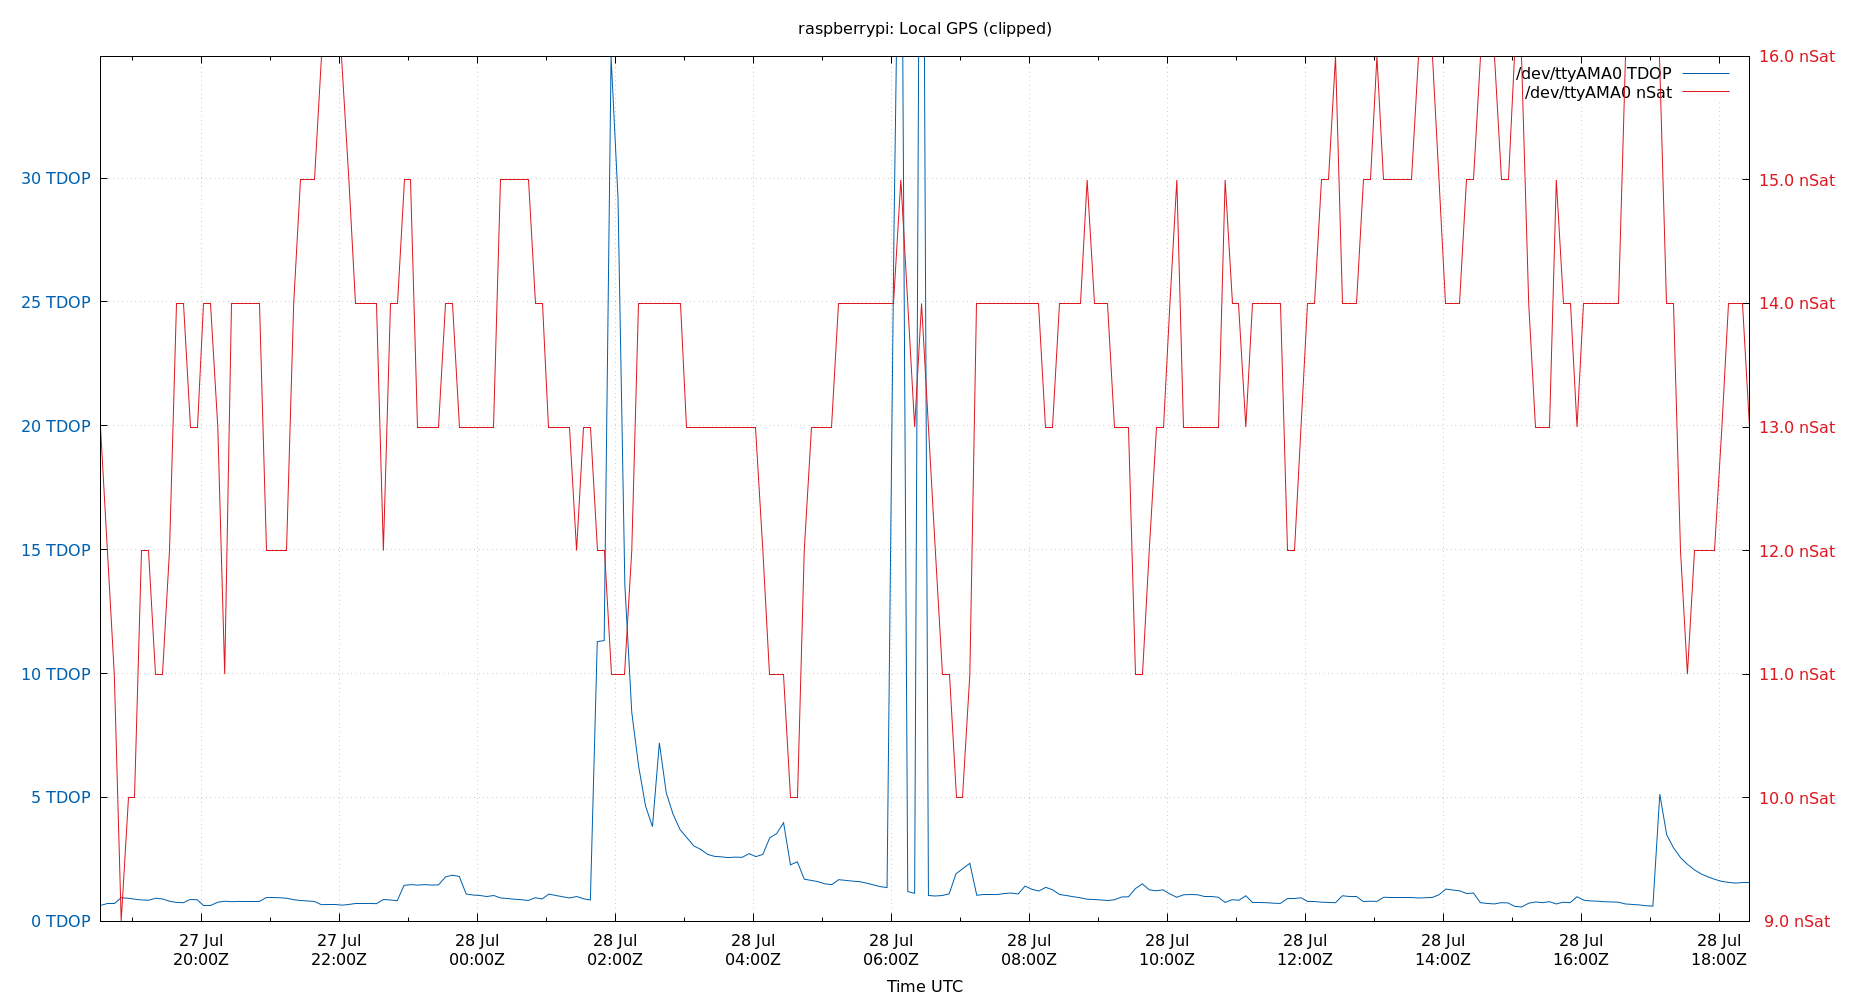 raspberrypi: Local GPS (clipped)
16.0 nSat
/dev/ttyAMA0 TDOP
/dev/ttyAMA0 nSat
30 TDOP
15.0 nSat
25 TDOP
14.0 nSat
20 TDOP
13.0 nSat
15 TDOP
12.0 nSat
10 TDOP
11.0 nSat
5 TDOP
10.0 nSat
0 TDOP
9.0 nSat
27 Jul 27 Jul 28 Jul 28 Jul 28 Jul 28 Jul 28 Jul 28 Jul 28 Jul 28 Jul 28 Jul 28 Jul
20:00Z 22:00Z 00:00Z 02:00Z 04:00Z 06:00Z 08:00Z 10:00Z 12:00Z 14:00Z 16:00Z 18:00Z
Time UTC